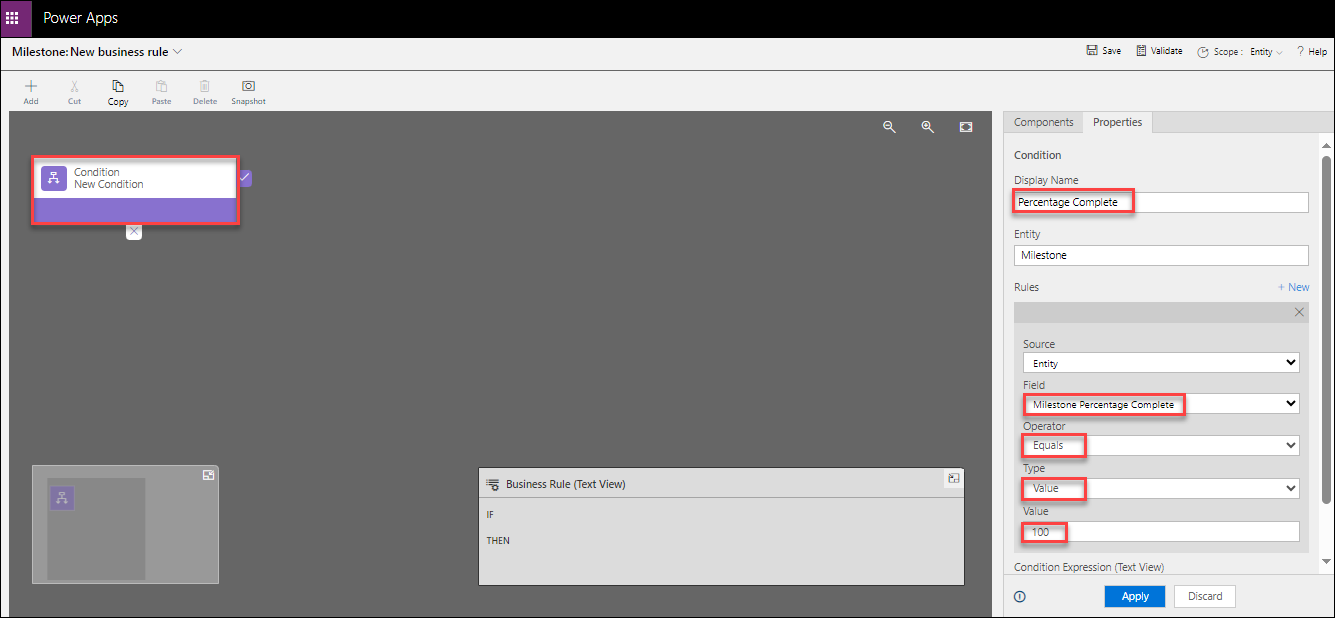 Power Apps
Milestone: New business rule
Save Validate Scope : Entity ? Help
Add Cut Copy Paste Delete Snapshot
Components Properties
Condition
New Condition
Condition
Display Name
Percentage Complete
Entity
Milestone
Rules + New
Source
Entity
Field
Milestone Percentage Complete
Operator
Equals
Type
Value
Value
100
Condition Expression (Text View)
Business Rule (Text View)
IF
THEN
Apply Discard